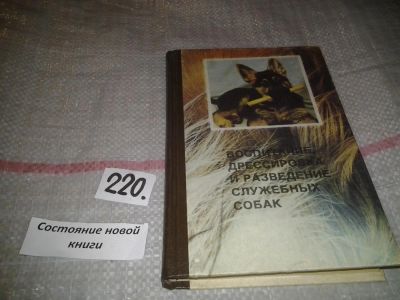 ВОСПИТАНИЕ,
ДРЕССИРОВКА
И РАЗВЕДЕНИЕ
СЛУЖЕБНЫХ
СОБАК
220.
Состояние новой
книги